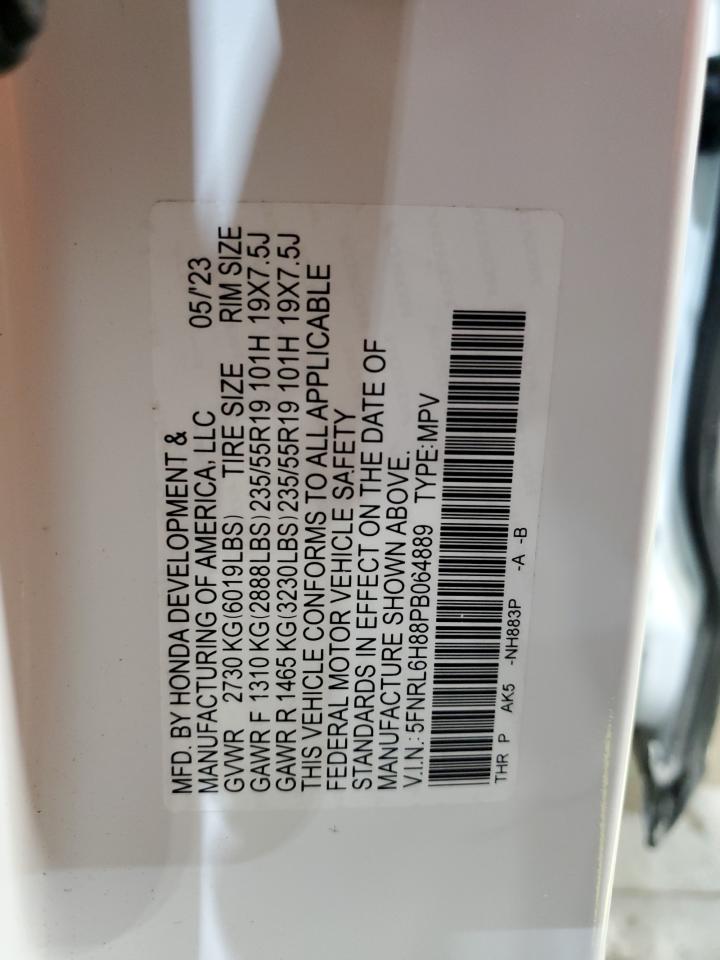 MFD. BY HONDA DEVELOPMENT &
MANUFACTURING OF AMERICA, LLC 05/'23
GVWR 2730 KG(6019LBS) TIRE SIZE RIM SIZE
GAWR F 1310 KG(2888LBS)235/55R19 101H 19X7.5J
GAWR R 1465 KG(3230LBS)235/55R19 101H 19X7.5J
THIS VEHICLE CONFORMS TO ALL APPLICABLE
FEDERAL MOTOR VEHICLE SAFETY
STANDARDS IN EFFECT ON THE DATE OF
MANUFACTURE SHOWN ABOVE.
V.I.N.: 5FNRL6H88PB064889 TYPE:MPV
THR P AK5 -NH883P -A -B